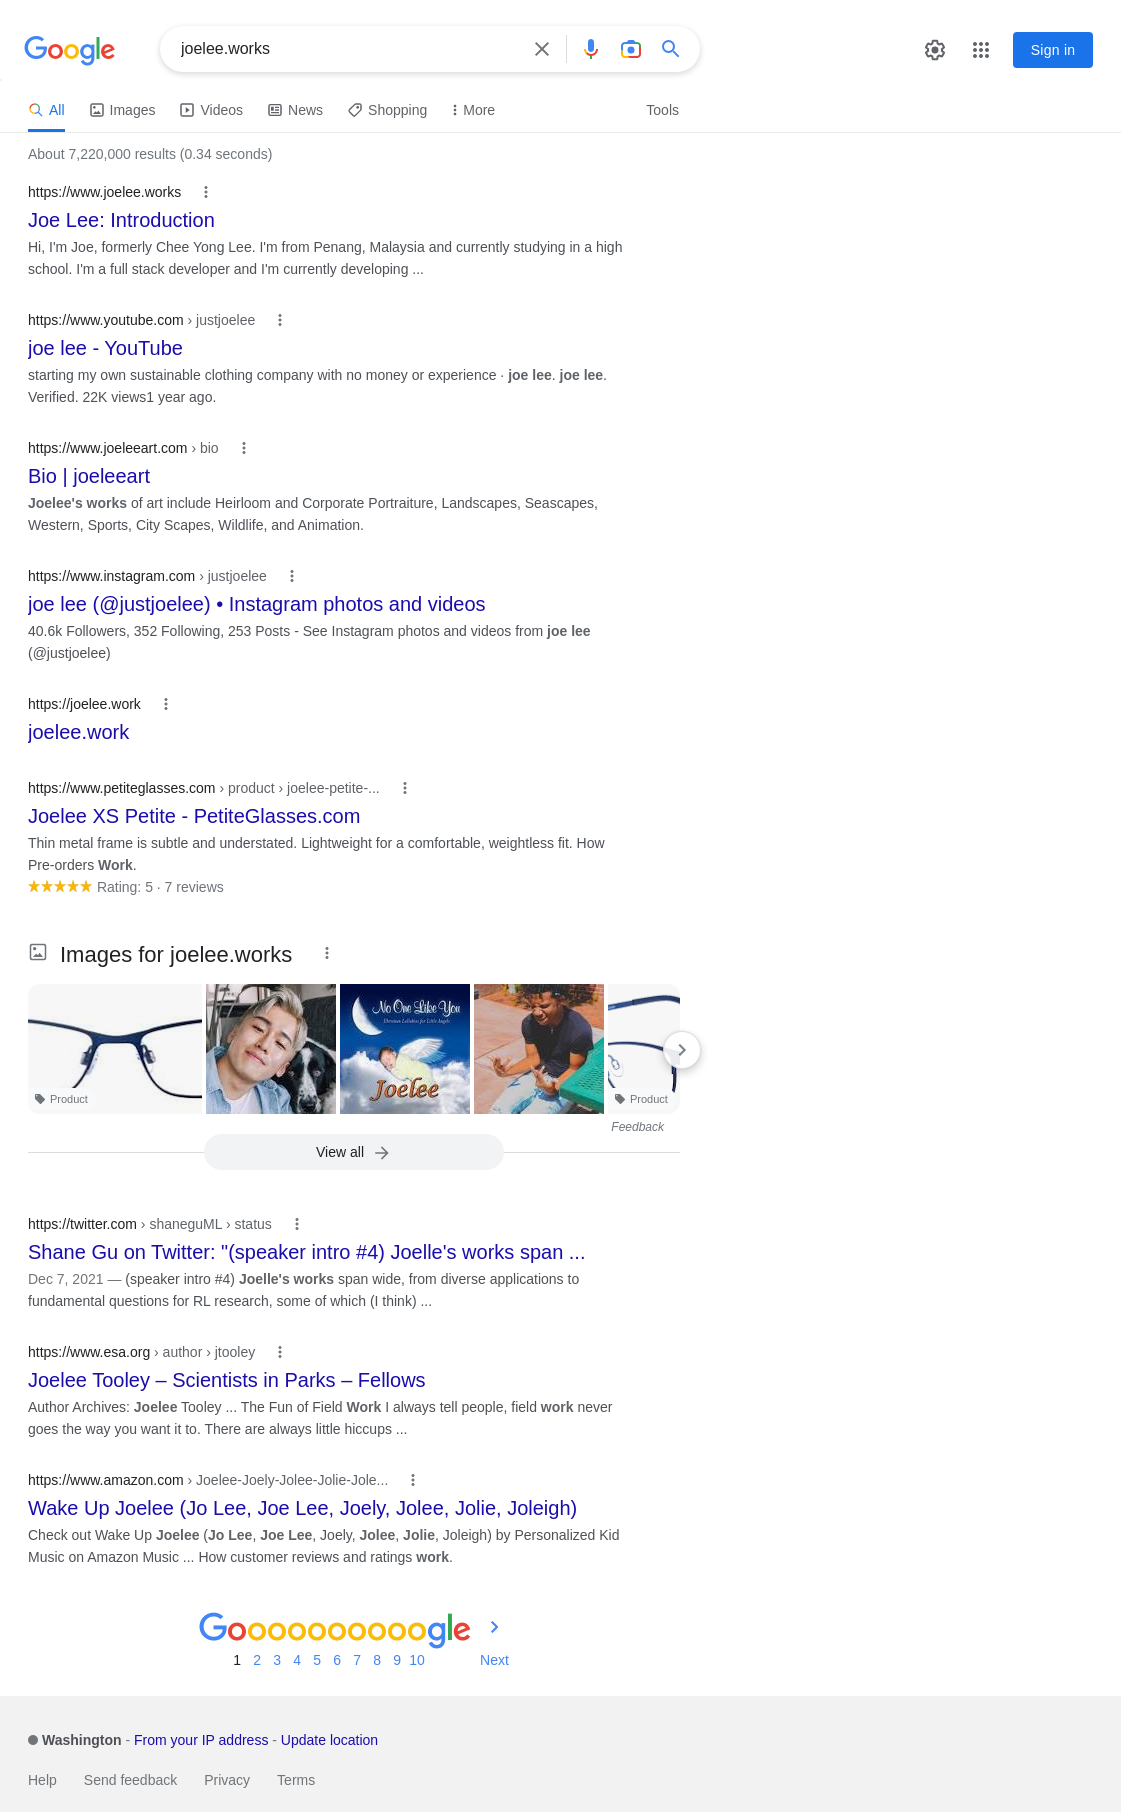 Google
joelee.works
Sign in
All
Images
Videos
News
Shopping
More
Tools
About 7,220,000 results (0.34 seconds)
https://www.joelee.works
Joe Lee: Introduction
Hi, I'm Joe, formerly Chee Yong Lee. I'm from Penang, Malaysia and currently studying in a high
school. I'm a full stack developer and I'm currently developing ...
https://www.youtube.com › justjoelee
joe lee - YouTube
starting my own sustainable clothing company with no money or experience · joe lee. joe lee.
Verified. 22K views1 year ago.
https://www.joeleeart.com › bio
Bio | joeleeart
Joelee's works of art include Heirloom and Corporate Portraiture, Landscapes, Seascapes,
Western, Sports, City Scapes, Wildlife, and Animation.
https://www.instagram.com › justjoelee
joe lee (@justjoelee) • Instagram photos and videos
40.6k Followers, 352 Following, 253 Posts - See Instagram photos and videos from joe lee
(@justjoelee)
https://joelee.work
joelee.work
https://www.petiteglasses.com › product › joelee-petite-...
Joelee XS Petite - PetiteGlasses.com
Thin metal frame is subtle and understated. Lightweight for a comfortable, weightless fit. How
Pre-orders Work.
Rating: 5 · 7 reviews
Images for joelee.works
No One Like You
Christian Lullabies for Little Angels
Joelee
Product
Product
Feedback
View all
https://twitter.com › shaneguML › status
Shane Gu on Twitter: "(speaker intro #4) Joelle's works span ...
Dec 7, 2021 — (speaker intro #4) Joelle's works span wide, from diverse applications to
fundamental questions for RL research, some of which (I think) ...
https://www.esa.org › author › jtooley
Joelee Tooley – Scientists in Parks – Fellows
Author Archives: Joelee Tooley ... The Fun of Field Work I always tell people, field work never
goes the way you want it to. There are always little hiccups ...
https://www.amazon.com › Joelee-Joely-Jolee-Jolie-Jole...
Wake Up Joelee (Jo Lee, Joe Lee, Joely, Jolee, Jolie, Joleigh)
Check out Wake Up Joelee (Jo Lee, Joe Lee, Joely, Jolee, Jolie, Joleigh) by Personalized Kid
Music on Amazon Music ... How customer reviews and ratings work.
Goooooooooogle
1 2 3 4 5 6 7 8 9 10 Next
Washington - From your IP address - Update location
Help Send feedback Privacy Terms